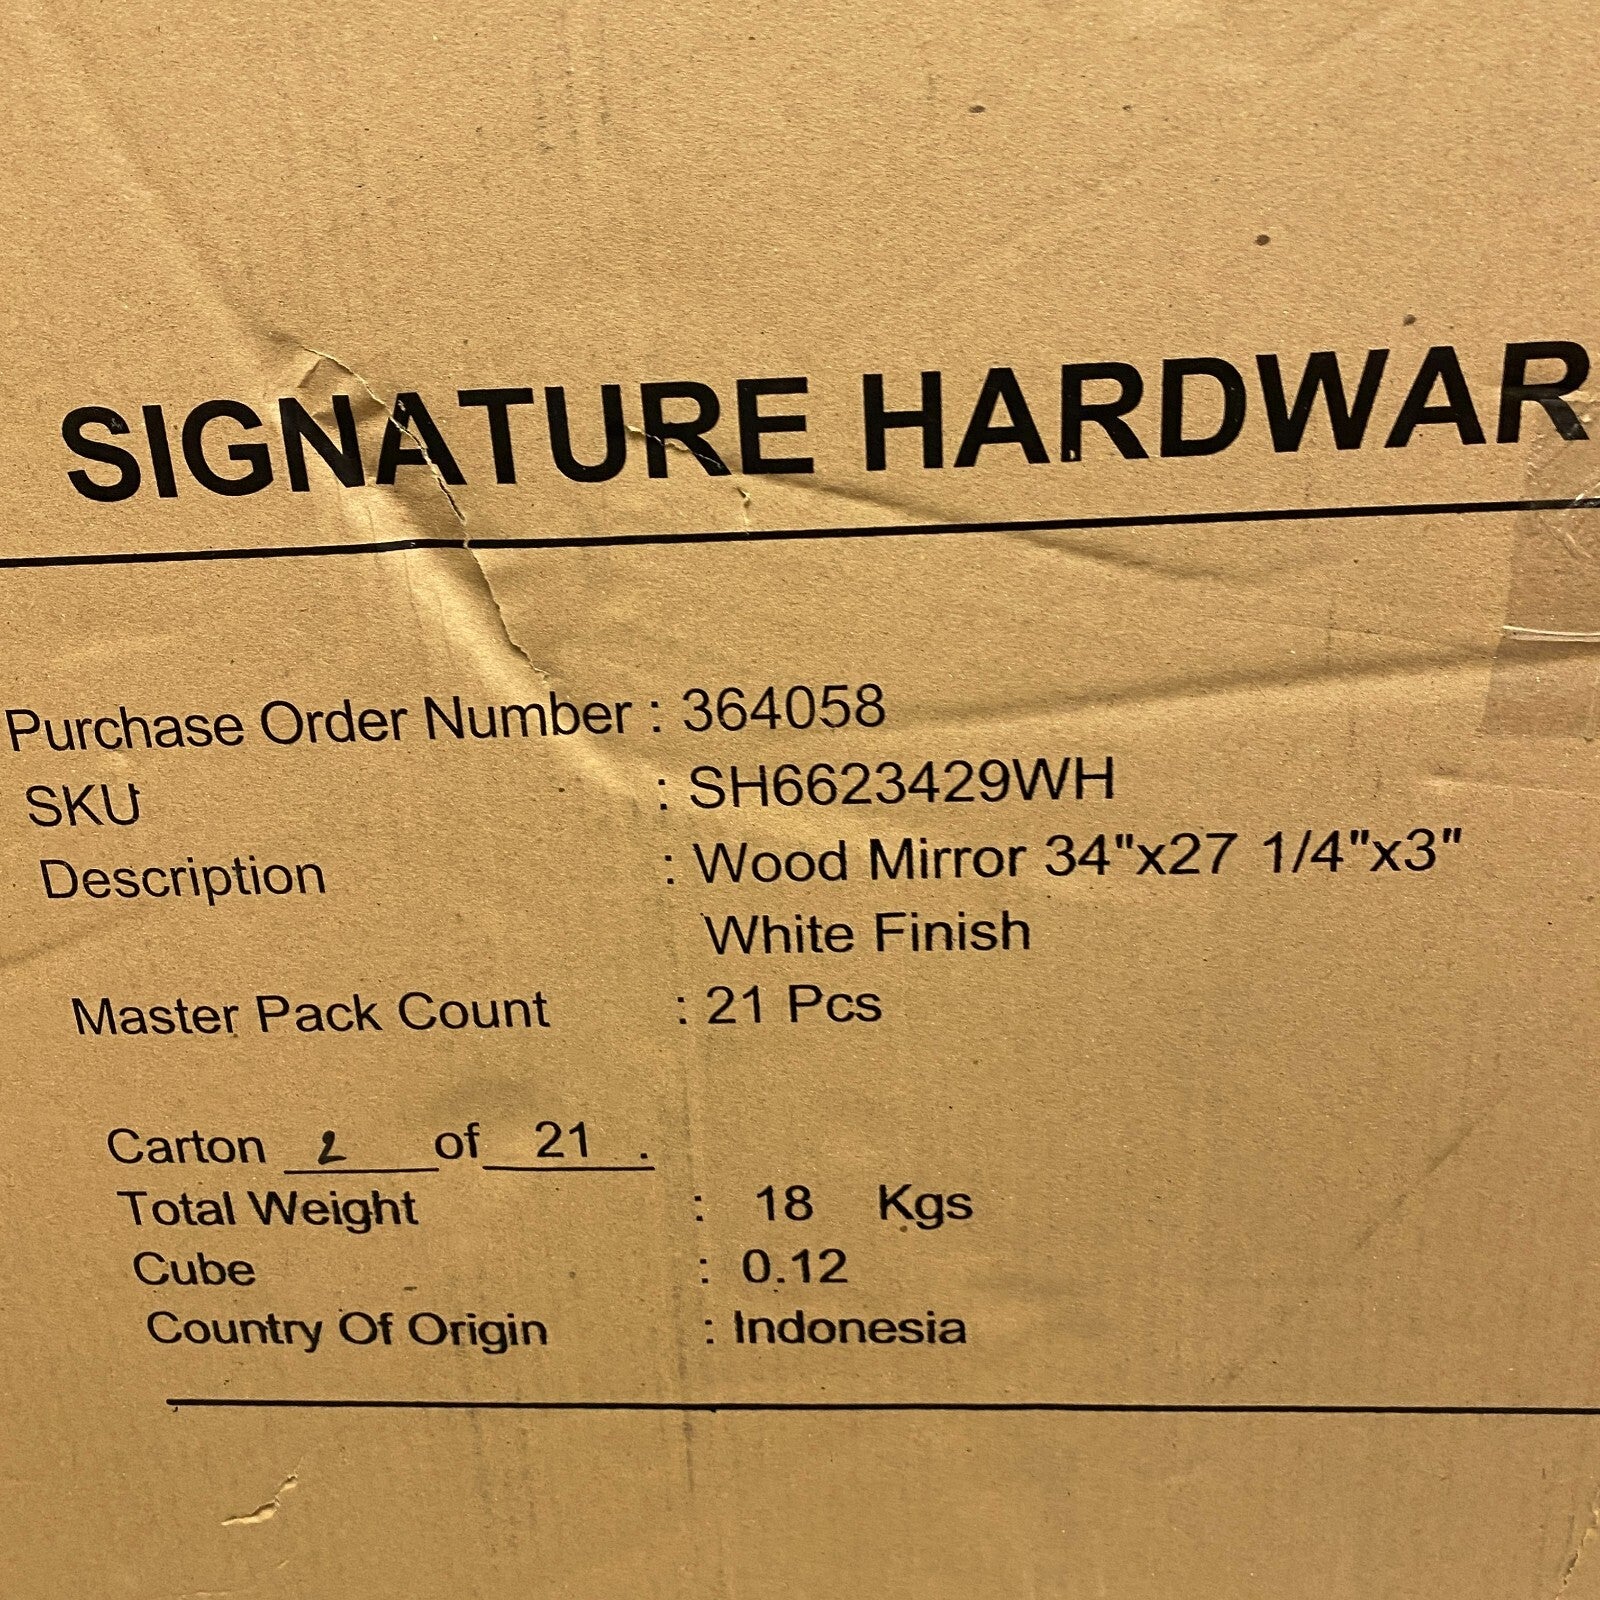 SIGNATURE HARDWAR
Purchase Order Number : 364058
SKU : SH6623429WH
Description : Wood Mirror 34"x27 1/4"x3"
White Finish
Master Pack Count : 21 Pcs
Carton 2 of 21 .
Total Weight : 18 Kgs
Cube : 0.12
Country Of Origin : Indonesia